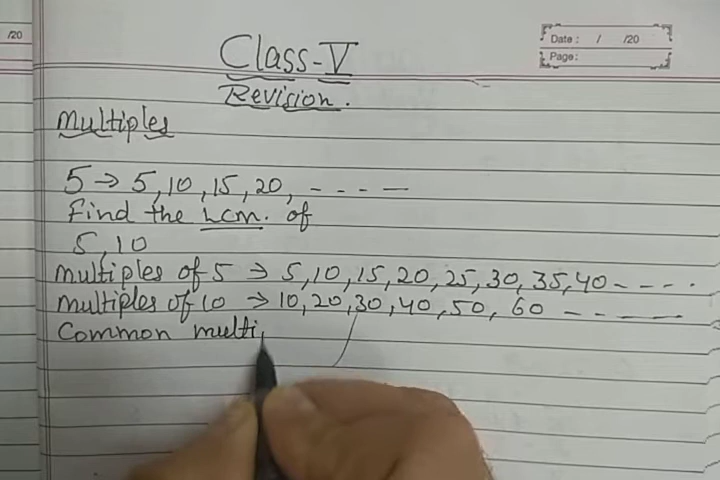 /20
Class-V
Date: / /20
Page:
Revision.
Multiples
5 → 5, 10, 15, 20, - - - -
Find the LCM. of
5, 10
multiples of 5 → 5, 10, 15, 20, 25, 30, 35, 40 - - - -.
multiples of 10 → 10, 20, 30, 40, 50, 60 - - - -
Common multi